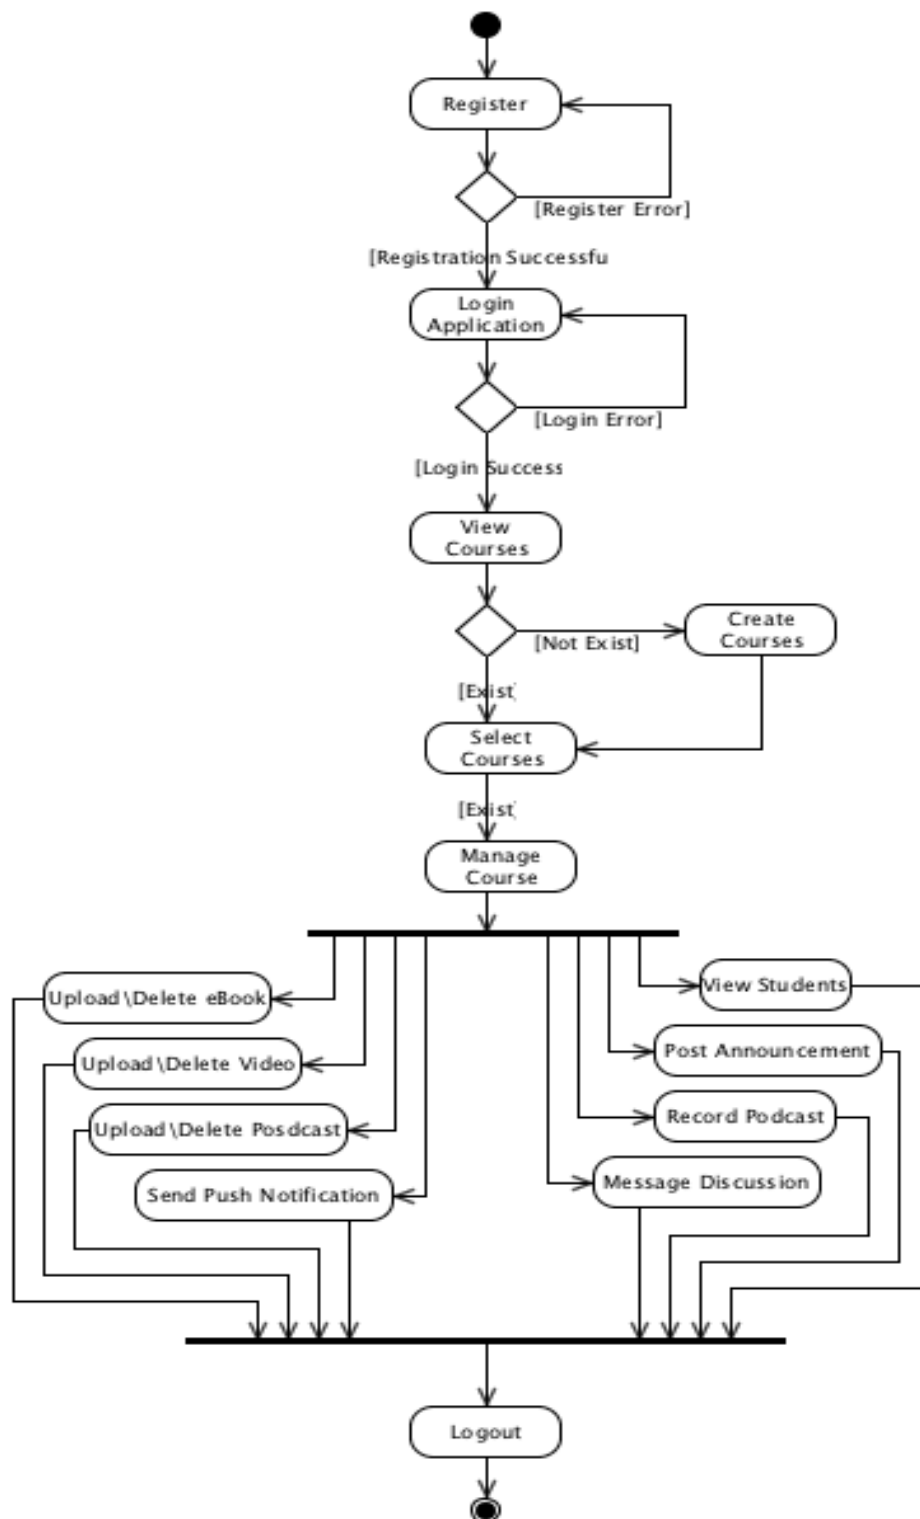 Register
[Register Error]
[Registration Successfu
Login
Application
[Login Error]
[Login Success
View
Courses
Create
Courses
[Not Exist]
[Exist]
Select
Courses
[Exist]
Manage
Course
Upload\Delete eBook
View Students
Upload\Delete Video
Post Announcement
Upload\Delete Posdcast
Record Podcast
Send Push Notification
Message Discussion
Logout